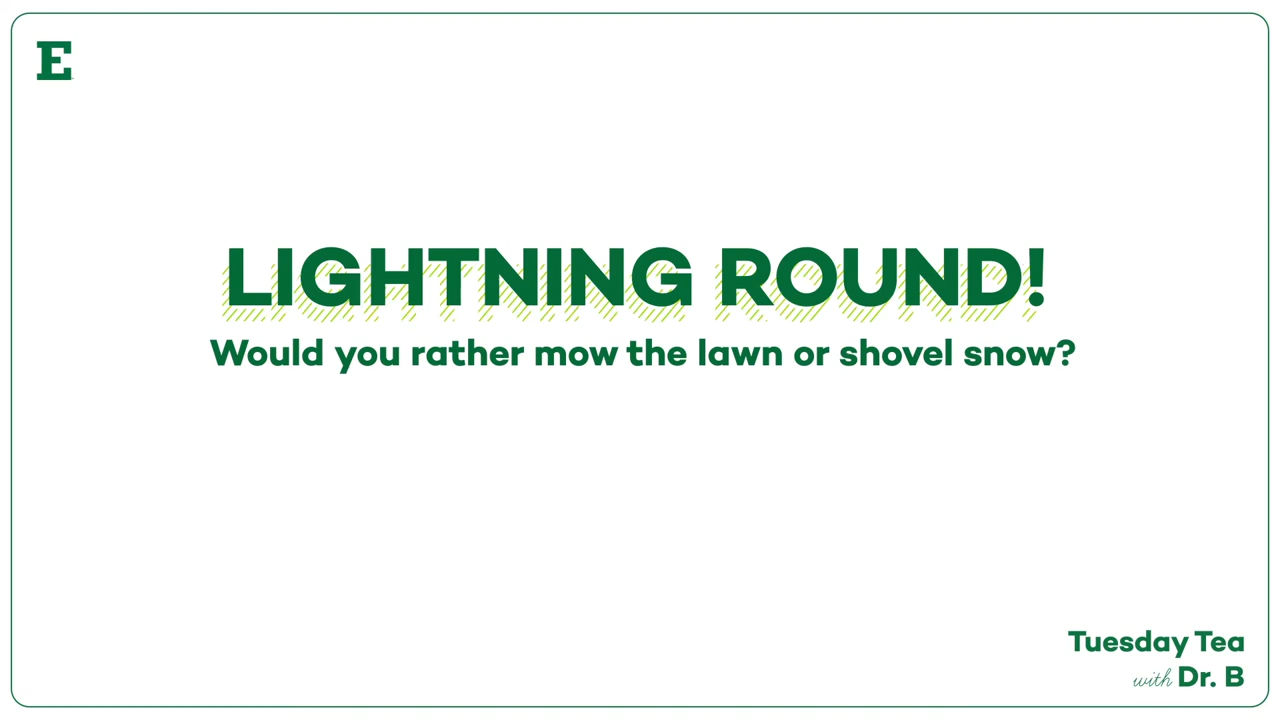 E
LIGHTNING ROUND!
Would you rather mow the lawn or shovel snow?
Tuesday Tea
with Dr. B